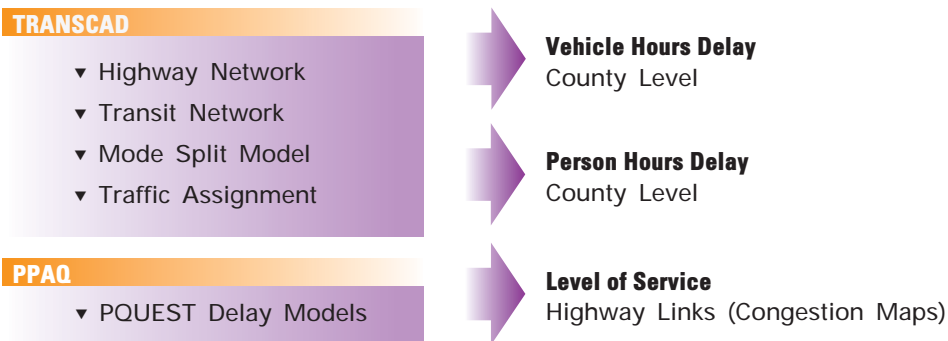 TRANSCAD
▼ Highway Network
▼ Transit Network
▼ Mode Split Model
▼ Traffic Assignment
Vehicle Hours Delay
County Level
Person Hours Delay
County Level
PPAQ
▼ PQUEST Delay Models
Level of Service
Highway Links (Congestion Maps)